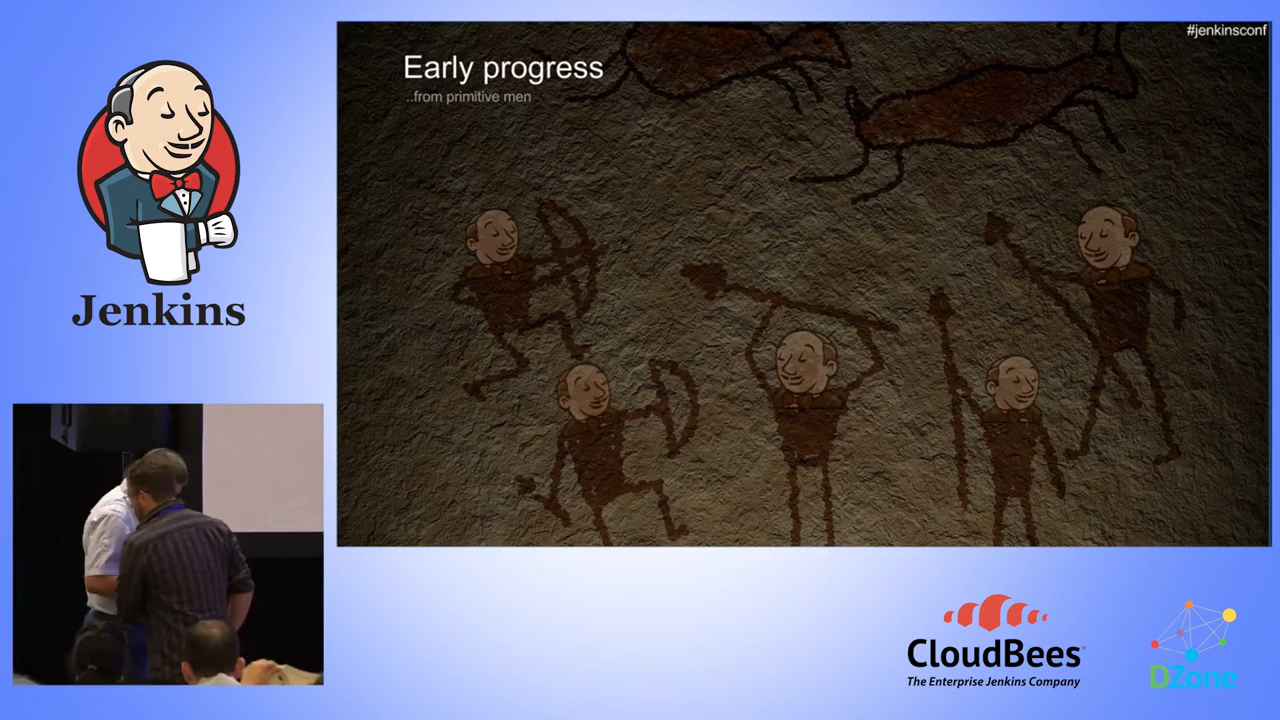 #jenkinsconf
Early progress
..from primitive men
Jenkins
CloudBees
The Enterprise Jenkins Company
DZone